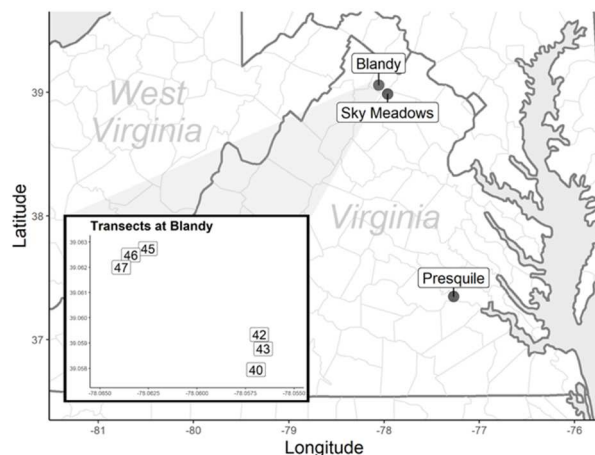 Blandy
39
Sky Meadows
West
Virginia
38
Virginia
Latitude
Transects at Blandy
39.063
45
46
39.062
47
39.061
39.060
42
39.059
43
39.058
40
-78.0650
-78.0625
-78.0600
-78.0575
-78.0550
Presquile
37
-81
-80
-79
-78
-77
-76
Longitude